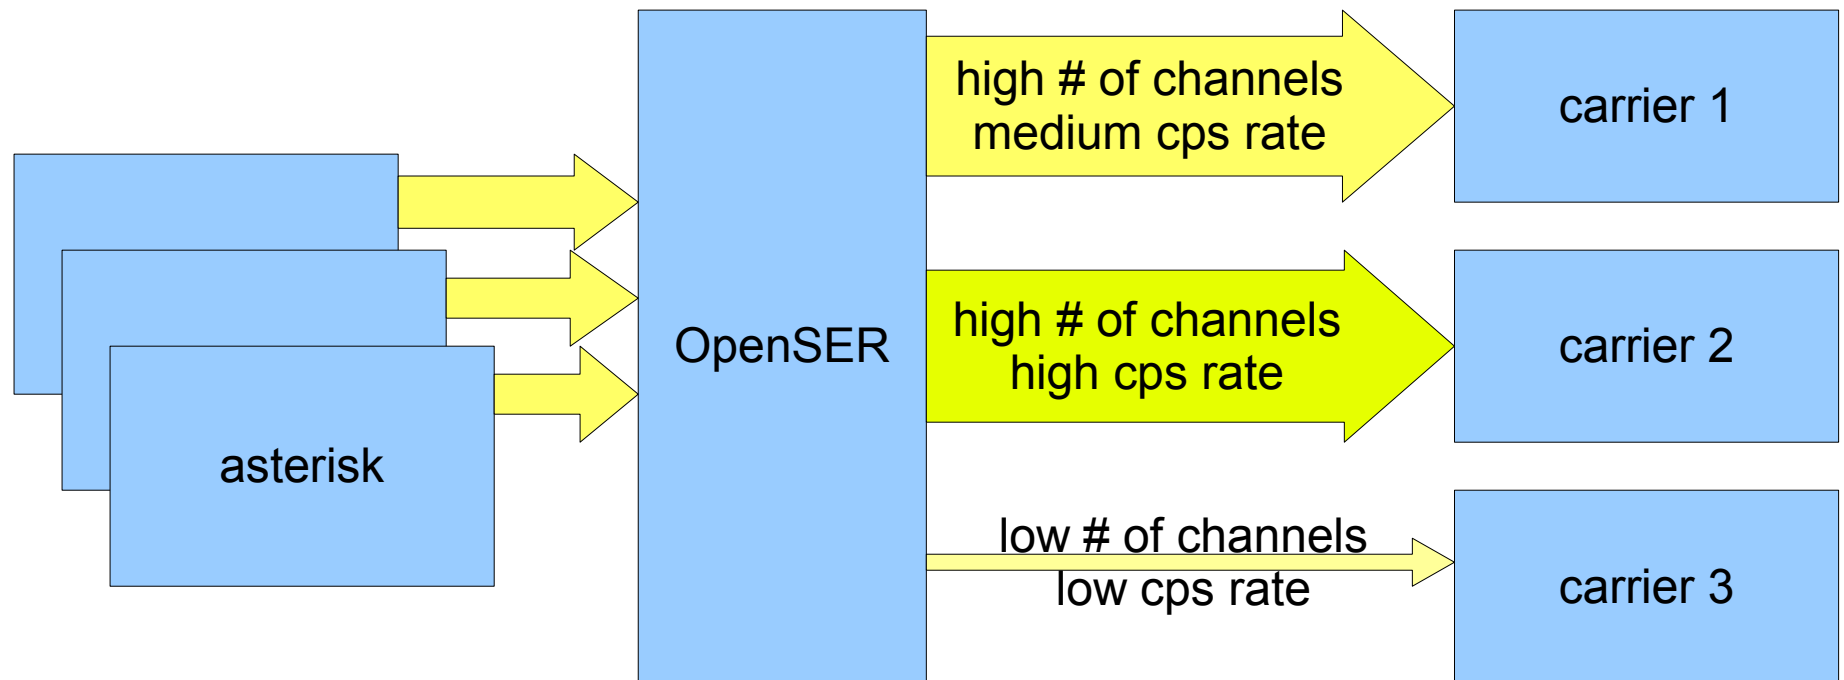 asterisk
OpenSER
high # of channels
medium cps rate
carrier 1
high # of channels
high cps rate
carrier 2
low # of channels
low cps rate
carrier 3